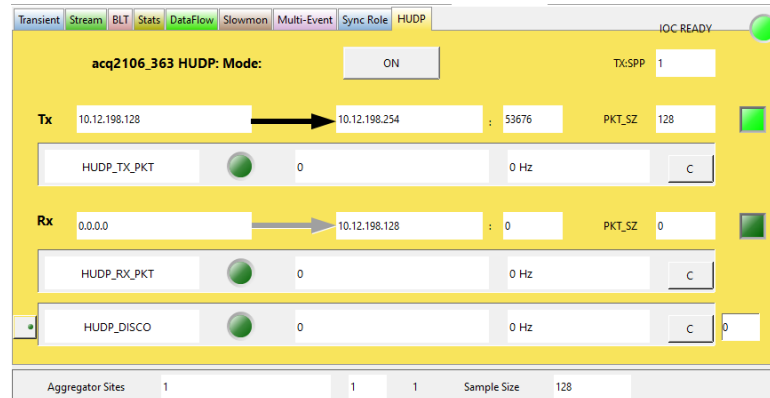 Transient Stream BLT Stats DataFlow Slowmon Multi-Event Sync Role HUDP
IOC READY
acq2106_363 HUDP: Mode: ON TX:SPP 1
Tx 10.12.198.128 10.12.198.254 : 53676 PKT_SZ 128
HUDP_TX_PKT 0 0 Hz C
Rx 0.0.0.0 10.12.198.128 : 0 PKT_SZ 0
HUDP_RX_PKT 0 0 Hz C
HUDP_DISCO 0 0 Hz C 0
Aggregator Sites 1 1 1 Sample Size 128